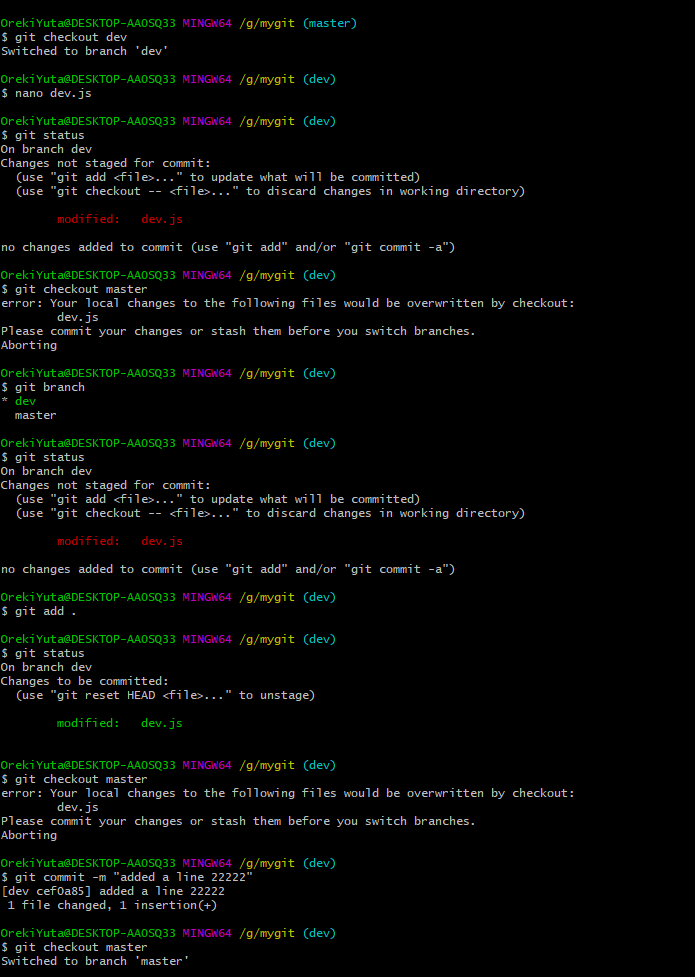 OrekiYuta@DESKTOP-AA0SQ33 MINGW64 /g/mygit (master)
$ git checkout dev
Switched to branch 'dev'
OrekiYuta@DESKTOP-AA0SQ33 MINGW64 /g/mygit (dev)
$ nano dev.js
OrekiYuta@DESKTOP-AA0SQ33 MINGW64 /g/mygit (dev)
$ git status
On branch dev
Changes not staged for commit:
  (use "git add <file>..." to update what will be committed)
  (use "git checkout -- <file>..." to discard changes in working directory)
        modified:   dev.js
no changes added to commit (use "git add" and/or "git commit -a")
OrekiYuta@DESKTOP-AA0SQ33 MINGW64 /g/mygit (dev)
$ git checkout master
error: Your local changes to the following files would be overwritten by checkout:
        dev.js
Please commit your changes or stash them before you switch branches.
Aborting
OrekiYuta@DESKTOP-AA0SQ33 MINGW64 /g/mygit (dev)
$ git branch
* dev
  master
OrekiYuta@DESKTOP-AA0SQ33 MINGW64 /g/mygit (dev)
$ git status
On branch dev
Changes not staged for commit:
  (use "git add <file>..." to update what will be committed)
  (use "git checkout -- <file>..." to discard changes in working directory)
        modified:   dev.js
no changes added to commit (use "git add" and/or "git commit -a")
OrekiYuta@DESKTOP-AA0SQ33 MINGW64 /g/mygit (dev)
$ git add .
OrekiYuta@DESKTOP-AA0SQ33 MINGW64 /g/mygit (dev)
$ git status
On branch dev
Changes to be committed:
  (use "git reset HEAD <file>..." to unstage)
        modified:   dev.js
OrekiYuta@DESKTOP-AA0SQ33 MINGW64 /g/mygit (dev)
$ git checkout master
error: Your local changes to the following files would be overwritten by checkout:
        dev.js
Please commit your changes or stash them before you switch branches.
Aborting
OrekiYuta@DESKTOP-AA0SQ33 MINGW64 /g/mygit (dev)
$ git commit -m "added a line 22222"
[dev cef0a85] added a line 22222
 1 file changed, 1 insertion(+)
OrekiYuta@DESKTOP-AA0SQ33 MINGW64 /g/mygit (dev)
$ git checkout master
Switched to branch 'master'